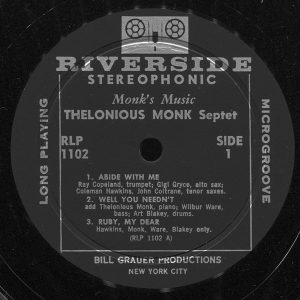 RIVERSIDE
STEREOPHONIC
Monk's Music
THELONIOUS MONK Septet
RLP
1102
SIDE
1
LONG PLAYING
MICROGROOVE
1. ABIDE WITH ME
Ray Copeland, trumpet; Gigi Gryce, alto sax;
Coleman Hawkins, John Coltrane, tenor saxes.
2. WELL YOU NEEDN'T
add Thelonious Monk, piano; Wilbur Ware,
bass; Art Blakey, drums.
3. RUBY, MY DEAR
Hawkins, Monk, Ware, Blakey only.
(RLP 1102 A)
BILL GRAUER PRODUCTIONS
NEW YORK CITY